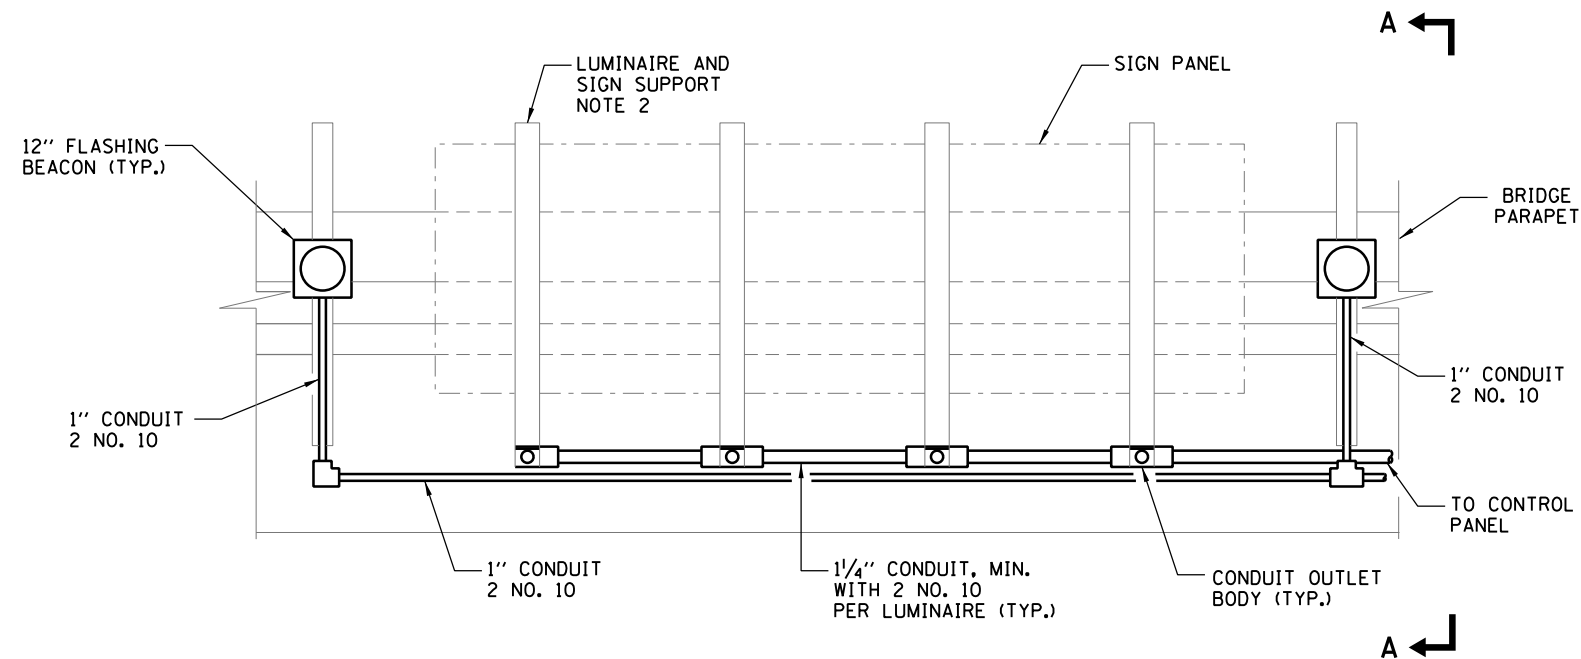 A
LUMINAIRE AND
SIGN SUPPORT
NOTE 2
SIGN PANEL
12" FLASHING
BEACON (TYP.)
BRIDGE
PARAPET
1" CONDUIT
2 NO. 10
1" CONDUIT
2 NO. 10
TO CONTROL
PANEL
1" CONDUIT
2 NO. 10
1 1/4" CONDUIT, MIN.
WITH 2 NO. 10
PER LUMINAIRE (TYP.)
CONDUIT OUTLET
BODY (TYP.)
A